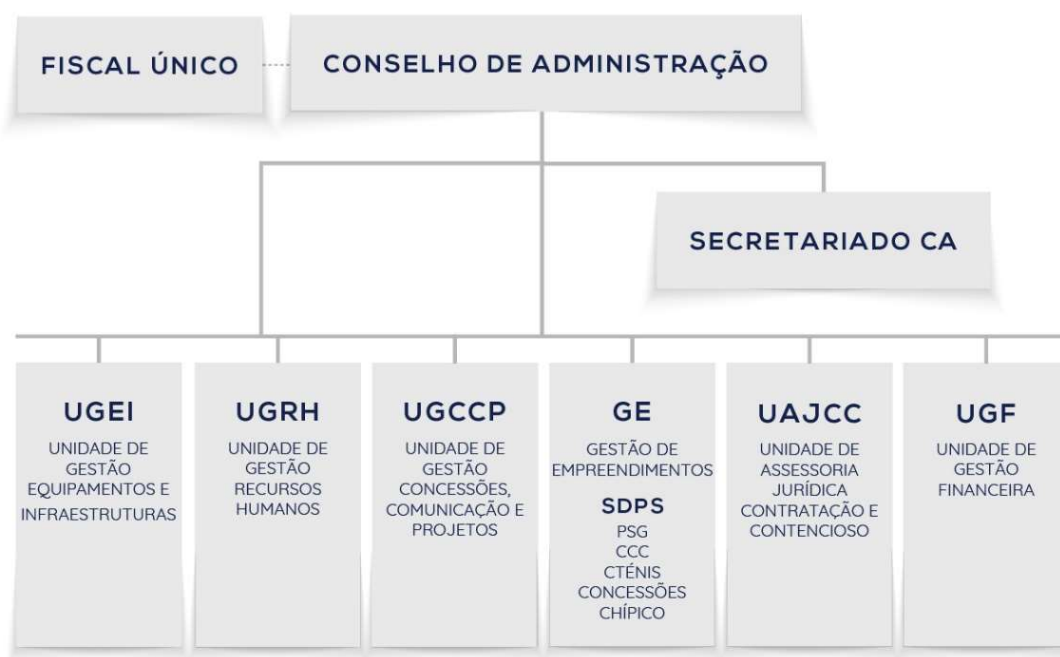 FISCAL ÚNICO
CONSELHO DE ADMINISTRAÇÃO
SECRETARIADO CA
UGEI
UNIDADE DE
GESTÃO
EQUIPAMENTOS E
INFRAESTRUTURAS
UGRH
UNIDADE DE
GESTÃO
RECURSOS
HUMANOS
UGCCP
UNIDADE DE
GESTÃO
CONCESSÕES,
COMUNICAÇÃO E
PROJETOS
GE
GESTÃO DE
EMPREENDIMENTOS
SDPS
PSG
CCC
CTÉNIS
CONCESSÕES
CHÍPICO
UAJCC
UNIDADE DE
ASSESSORIA
JURÍDICA
CONTRATAÇÃO E
CONTENCIOSO
UGF
UNIDADE DE
GESTÃO
FINANCEIRA